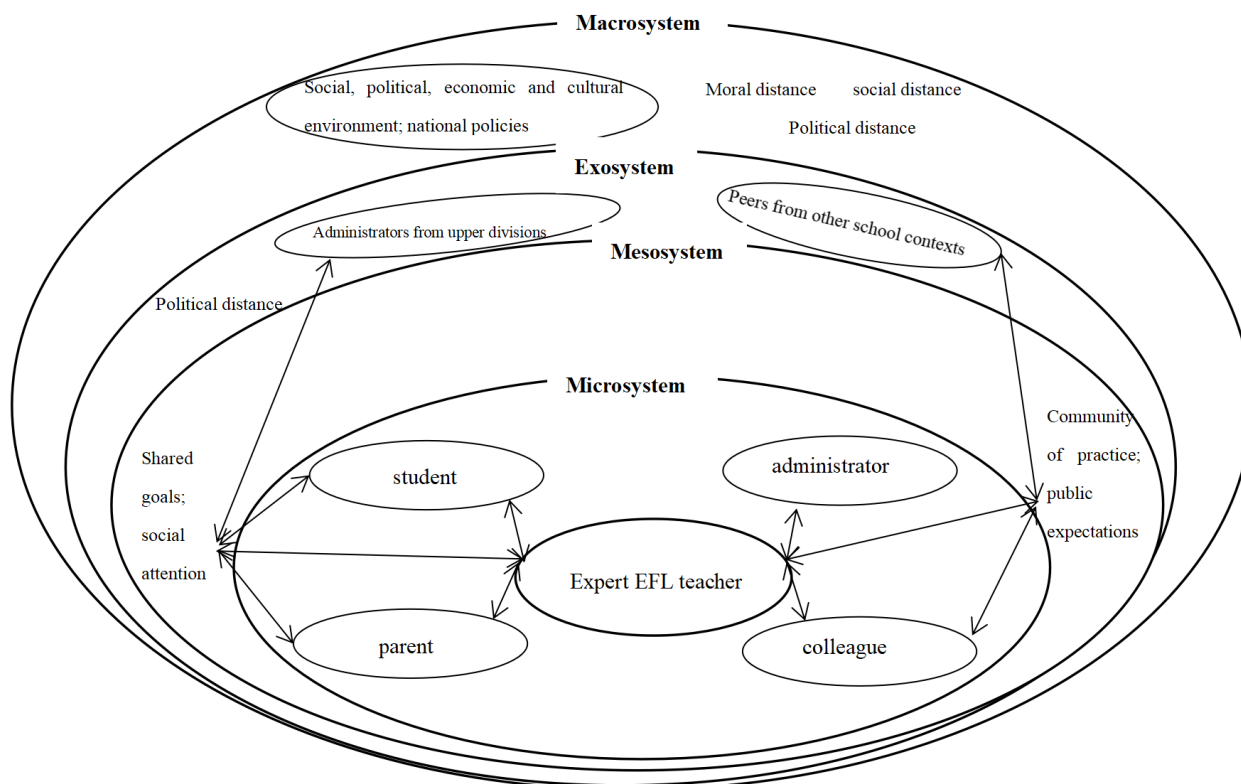 Macrosystem
Social, political, economic and cultural
environment; national policies
Moral distance social distance
Political distance
Exosystem
Administrators from upper divisions
Peers from other school contexts
Mesosystem
Political distance
Microsystem
Shared
goals;
social
attention
student
administrator
Community
of practice;
public
expectations
Expert EFL teacher
parent
colleague